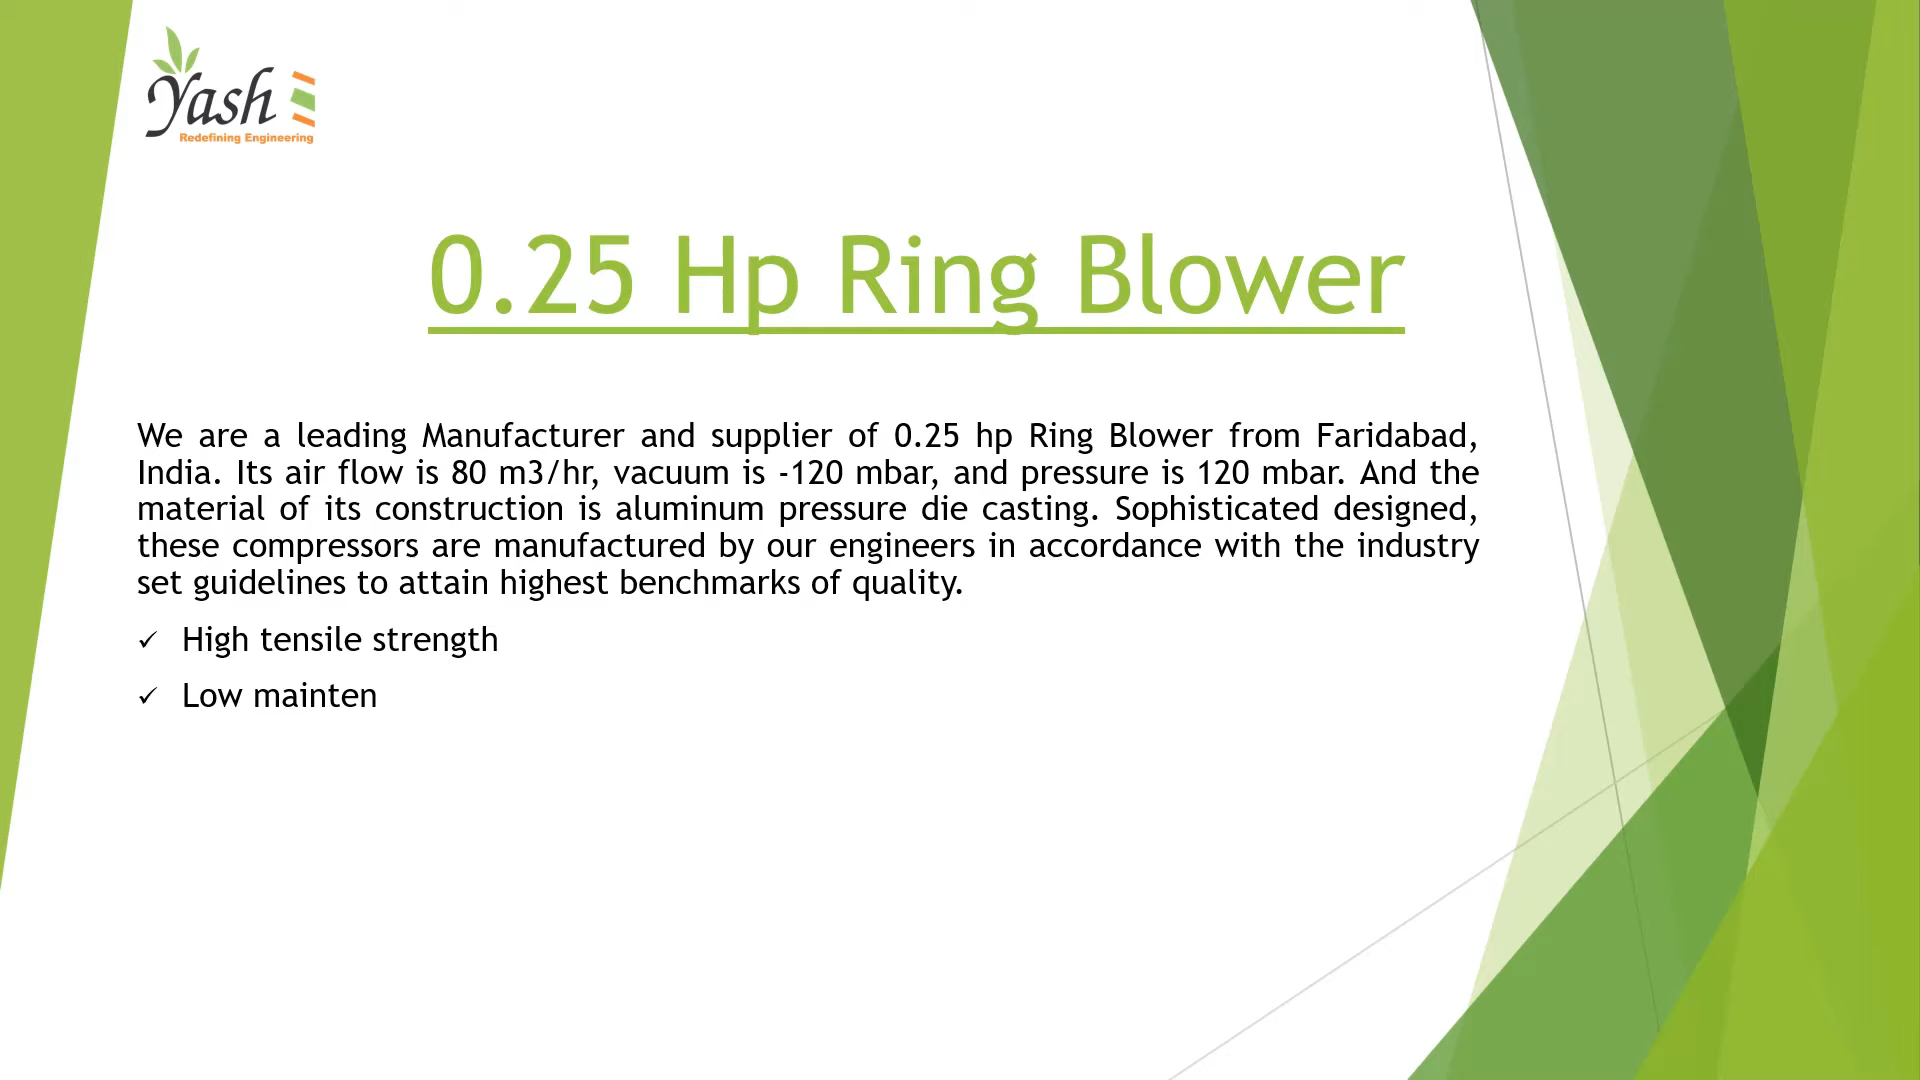 Yash
Redefining Engineering
0.25 Hp Ring Blower
We are a leading Manufacturer and supplier of 0.25 hp Ring Blower from Faridabad,
India. Its air flow is 80 m3/hr, vacuum is -120 mbar, and pressure is 120 mbar. And the
material of its construction is aluminum pressure die casting. Sophisticated designed,
these compressors are manufactured by our engineers in accordance with the industry
set guidelines to attain highest benchmarks of quality.
✓ High tensile strength
✓ Low mainten